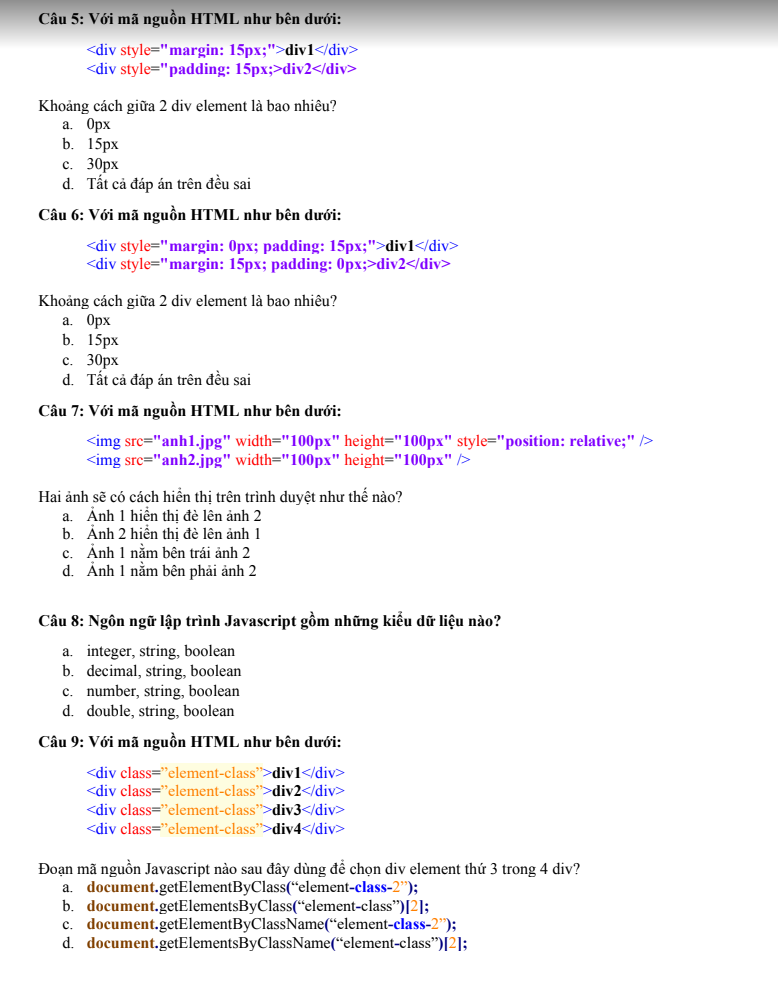 Câu 5: Với mã nguồn HTML như bên dưới:
<div style="margin: 15px;">div1</div>
<div style="padding: 15px;>div2</div>
Khoảng cách giữa 2 div element là bao nhiêu?
a. 0px
b. 15px
c. 30px
d. Tất cả đáp án trên đều sai
Câu 6: Với mã nguồn HTML như bên dưới:
<div style="margin: 0px; padding: 15px;">div1</div>
<div style="margin: 15px; padding: 0px;>div2</div>
Khoảng cách giữa 2 div element là bao nhiêu?
a. 0px
b. 15px
c. 30px
d. Tất cả đáp án trên đều sai
Câu 7: Với mã nguồn HTML như bên dưới:
<img src="anh1.jpg" width="100px" height="100px" style="position: relative;" />
<img src="anh2.jpg" width="100px" height="100px" />
Hai ảnh sẽ có cách hiển thị trên trình duyệt như thế nào?
a. Ảnh 1 hiển thị đè lên ảnh 2
b. Ảnh 2 hiển thị đè lên ảnh 1
c. Ảnh 1 nằm bên trái ảnh 2
d. Ảnh 1 nằm bên phải ảnh 2
Câu 8: Ngôn ngữ lập trình Javascript gồm những kiểu dữ liệu nào?
a. integer, string, boolean
b. decimal, string, boolean
c. number, string, boolean
d. double, string, boolean
Câu 9: Với mã nguồn HTML như bên dưới:
<div class=”element-class”>div1</div>
<div class=”element-class”>div2</div>
<div class=”element-class”>div3</div>
<div class=”element-class”>div4</div>
Đoạn mã nguồn Javascript nào sau đây dùng để chọn div element thứ 3 trong 4 div?
a. document.getElementByClass(“element-class-2”);
b. document.getElementsByClass(“element-class”)[2];
c. document.getElementByClassName(“element-class-2”);
d. document.getElementsByClassName(“element-class”)[2];